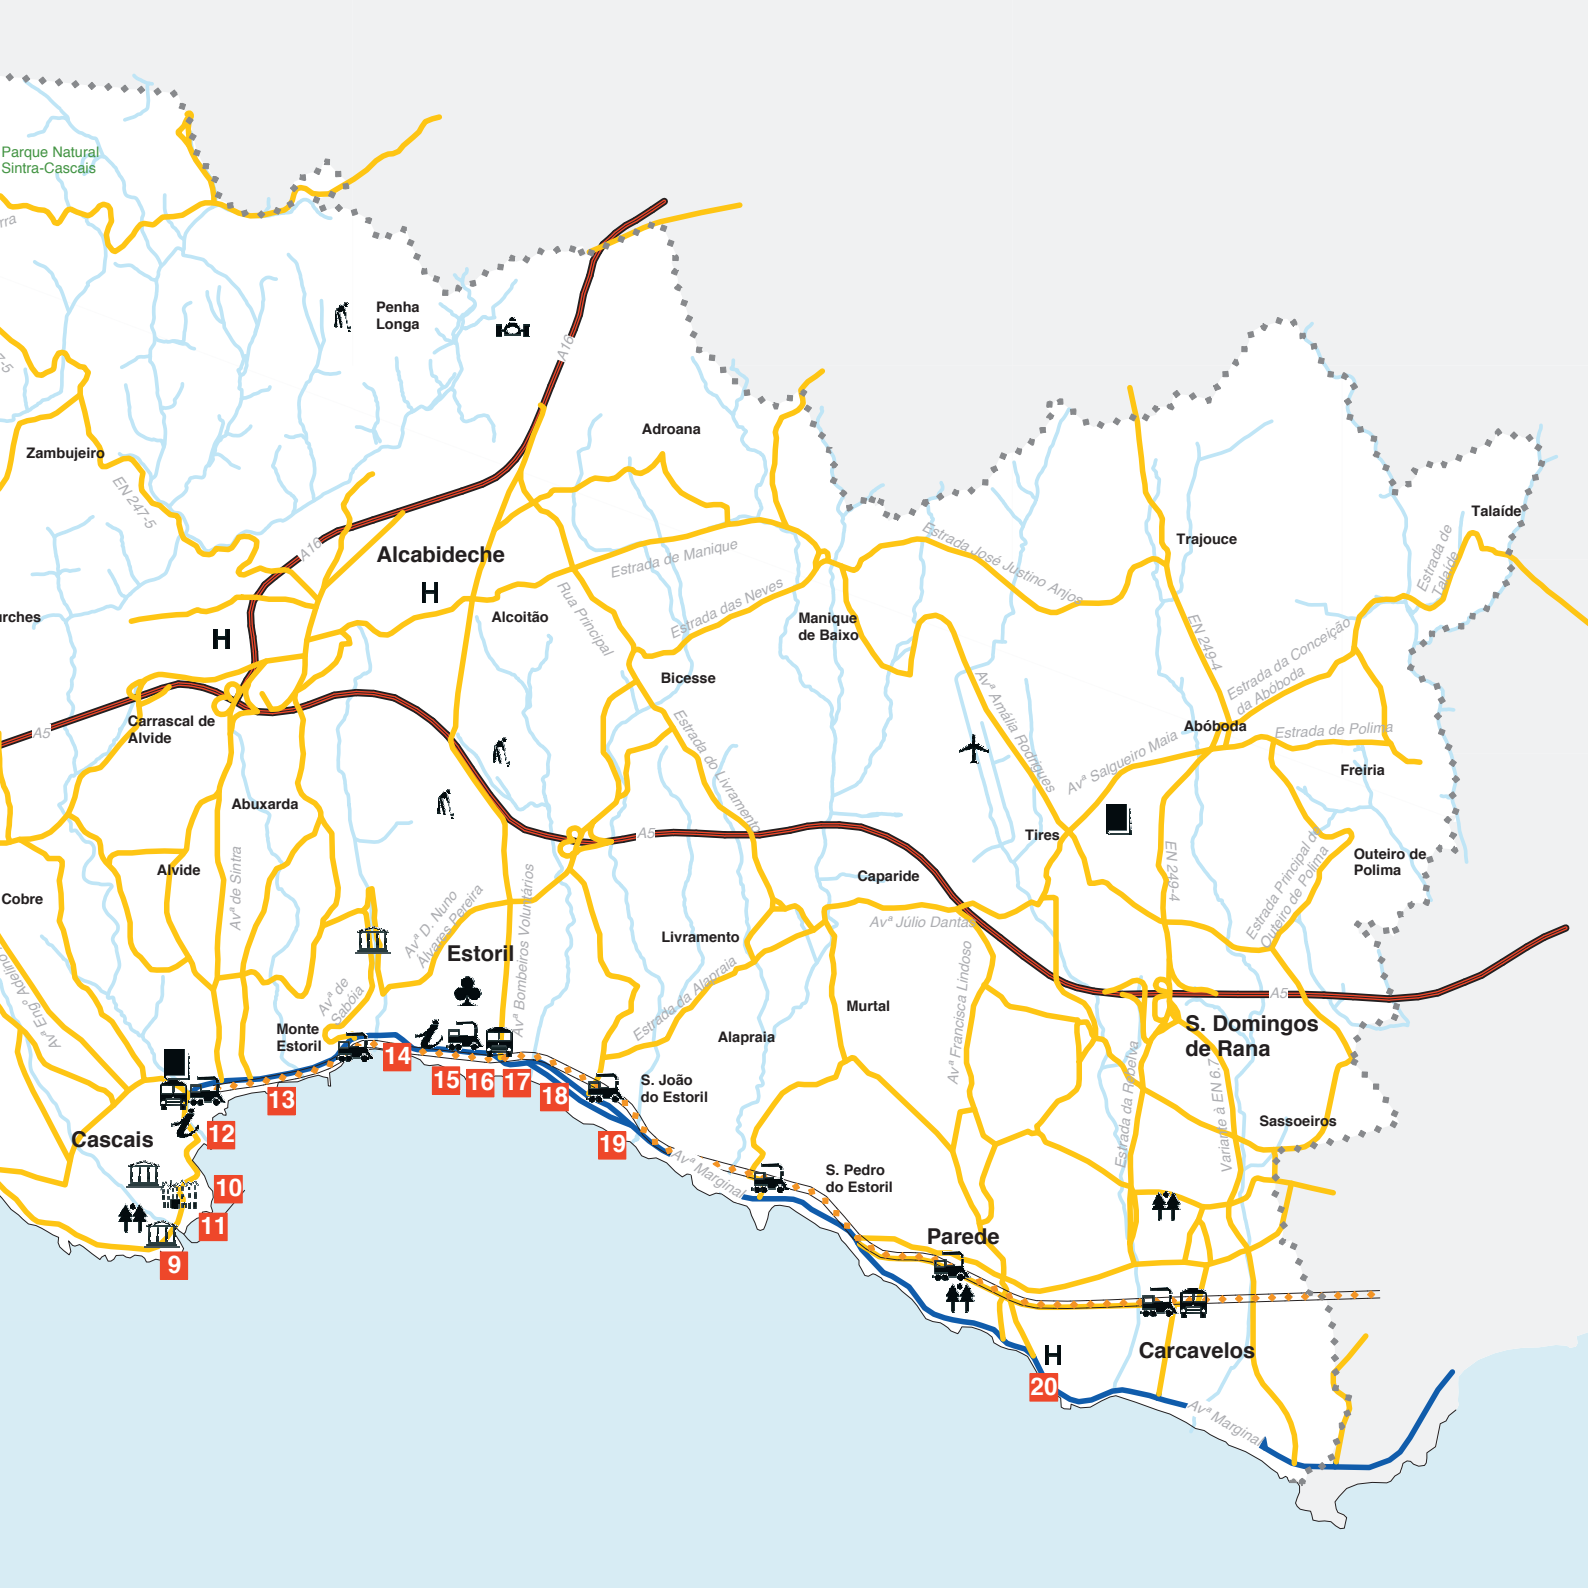 Parque Natural
Sintra-Cascais
rra
Penha
Longa
A16
7-5
Adroana
Zambujeiro
EN 247-5
Talaíde
Trajouce
Estrada de
Talaíde
A16
Alcabideche
Estrada de Manique
Estrada José Justino Anjos
H
Estrada das Neves
Rua Principal
rches
Alcoitão
Manique
de Baixo
H
EN 249-4
Estrada da Conceição
da Abóboda
Bicesse
Avª Amália Rodrigues
A5
Carrascal de
Alvide
Estrada do Livramento
Abóboda
Estrada de Polima
Avª Salgueiro Maia
Freiria
Abuxarda
Tires
A5
Alvide
Avª de Sintra
Caparide
EN 249-4
Estrada Principal de
Outeiro de Polima
Outeiro de
Polima
Cobre
Avª D. Nuno
Álvares Pereira
Avª Bombeiros Voluntários
Avª Júlio Dantas
Livramento
Estoril
Avª Engº Adelino
Avª de
Sabóia
Estrada da Alapraia
Avª Francisca Lindoso
Murtal
A5
Monte
Estoril
Alapraia
S. Domingos
de Rana
14
15
16
17
18
S. João
do Estoril
Estrada da Rebelva
Variante à EN 6.7
13
Sassoeiros
Cascais
12
19
Avª Marginal
S. Pedro
do Estoril
10
11
Parede
9
H
Carcavelos
20
Avª Marginal